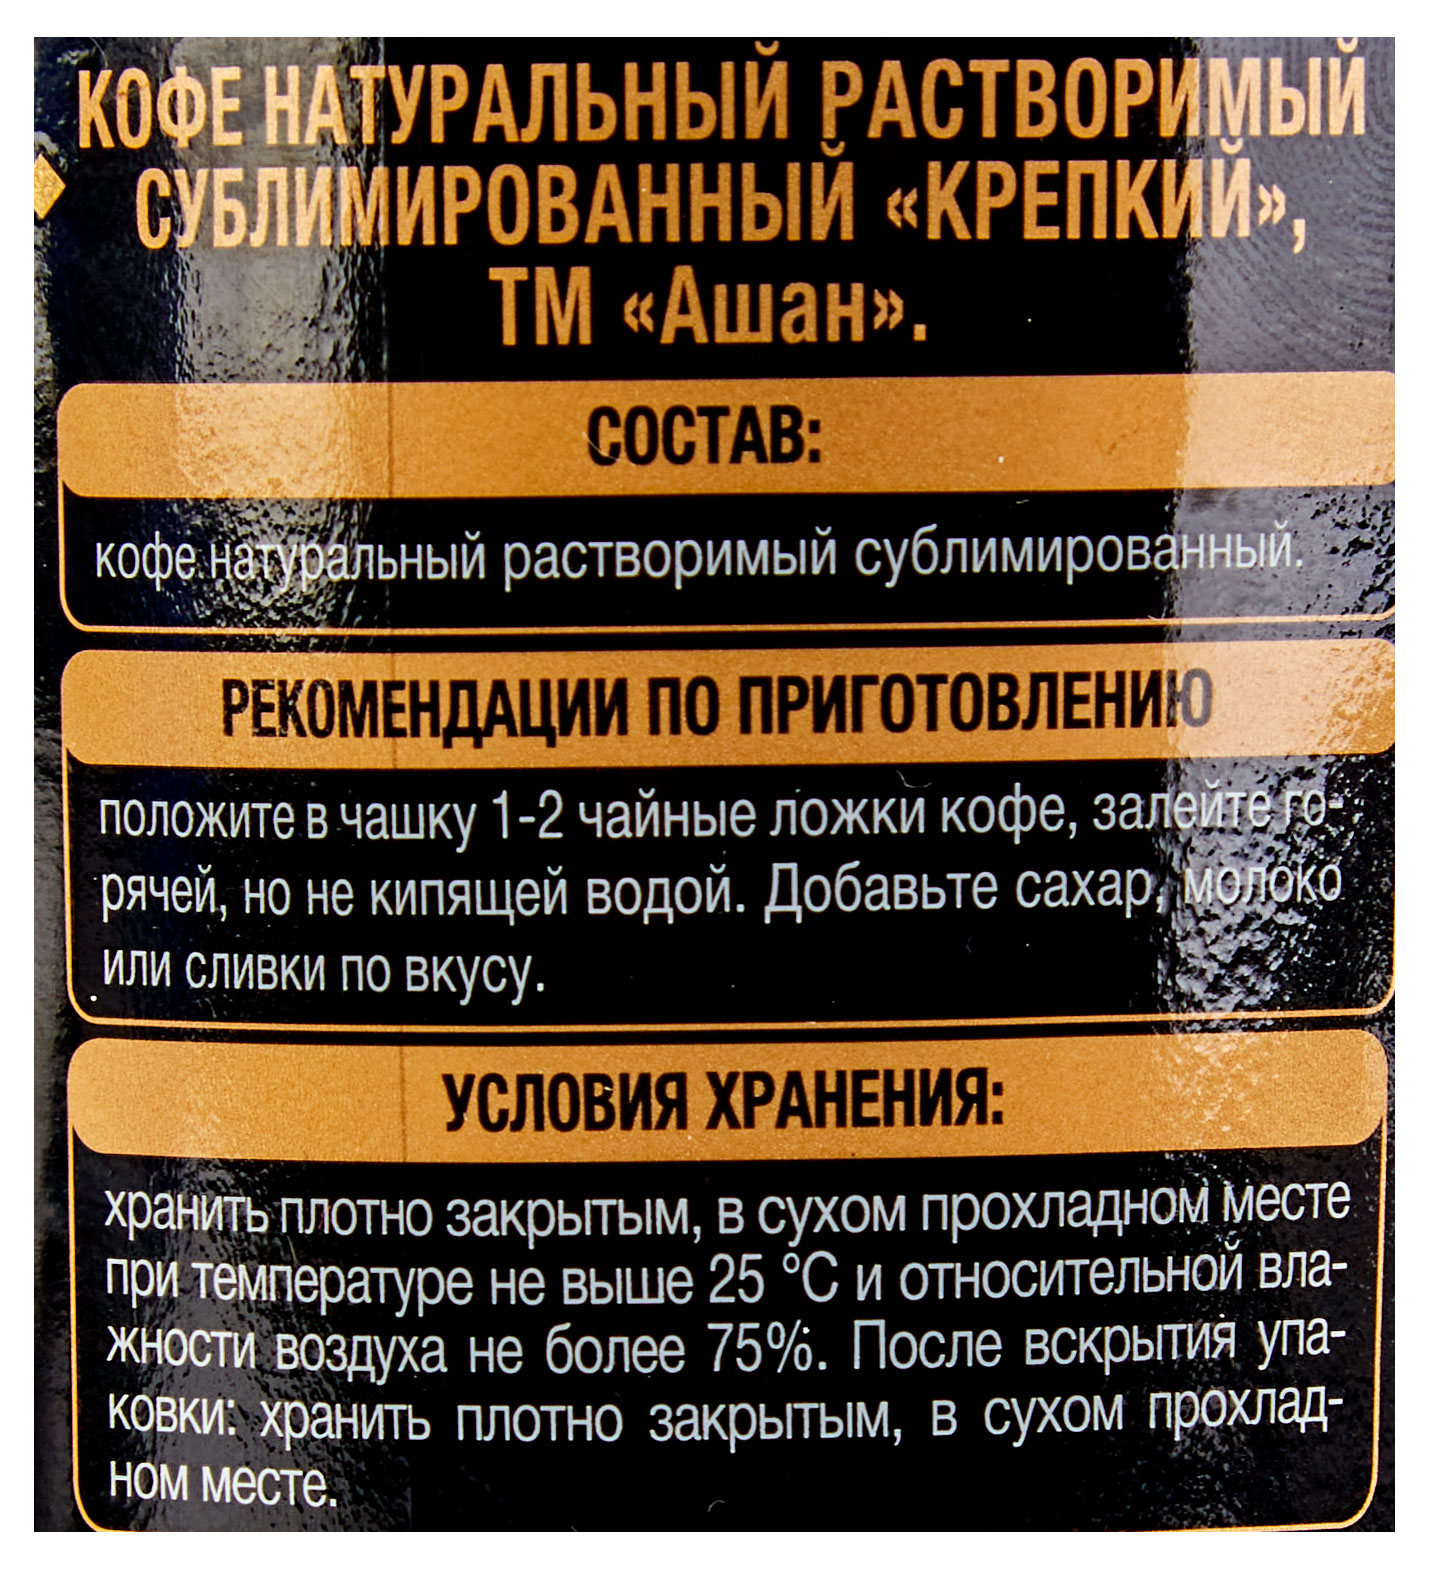 КОФЕ НАТУРАЛЬНЫЙ РАСТВОРИМЫЙ
СУБЛИМИРОВАННЫЙ «КРЕПКИЙ»,
ТМ «Ашан».
СОСТАВ:
кофе натуральный растворимый сублимированный.
РЕКОМЕНДАЦИИ ПО ПРИГОТОВЛЕНИЮ
положите в чашку 1-2 чайные ложки кофе, залейте го-
рячей, но не кипящей водой. Добавьте сахар, молоко
или сливки по вкусу.
УСЛОВИЯ ХРАНЕНИЯ:
хранить плотно закрытым, в сухом прохладном месте
при температуре не выше 25 °С и относительной вла-
жности воздуха не более 75%. После вскрытия упа-
ковки: хранить плотно закрытым, в сухом прохлад-
ном месте.